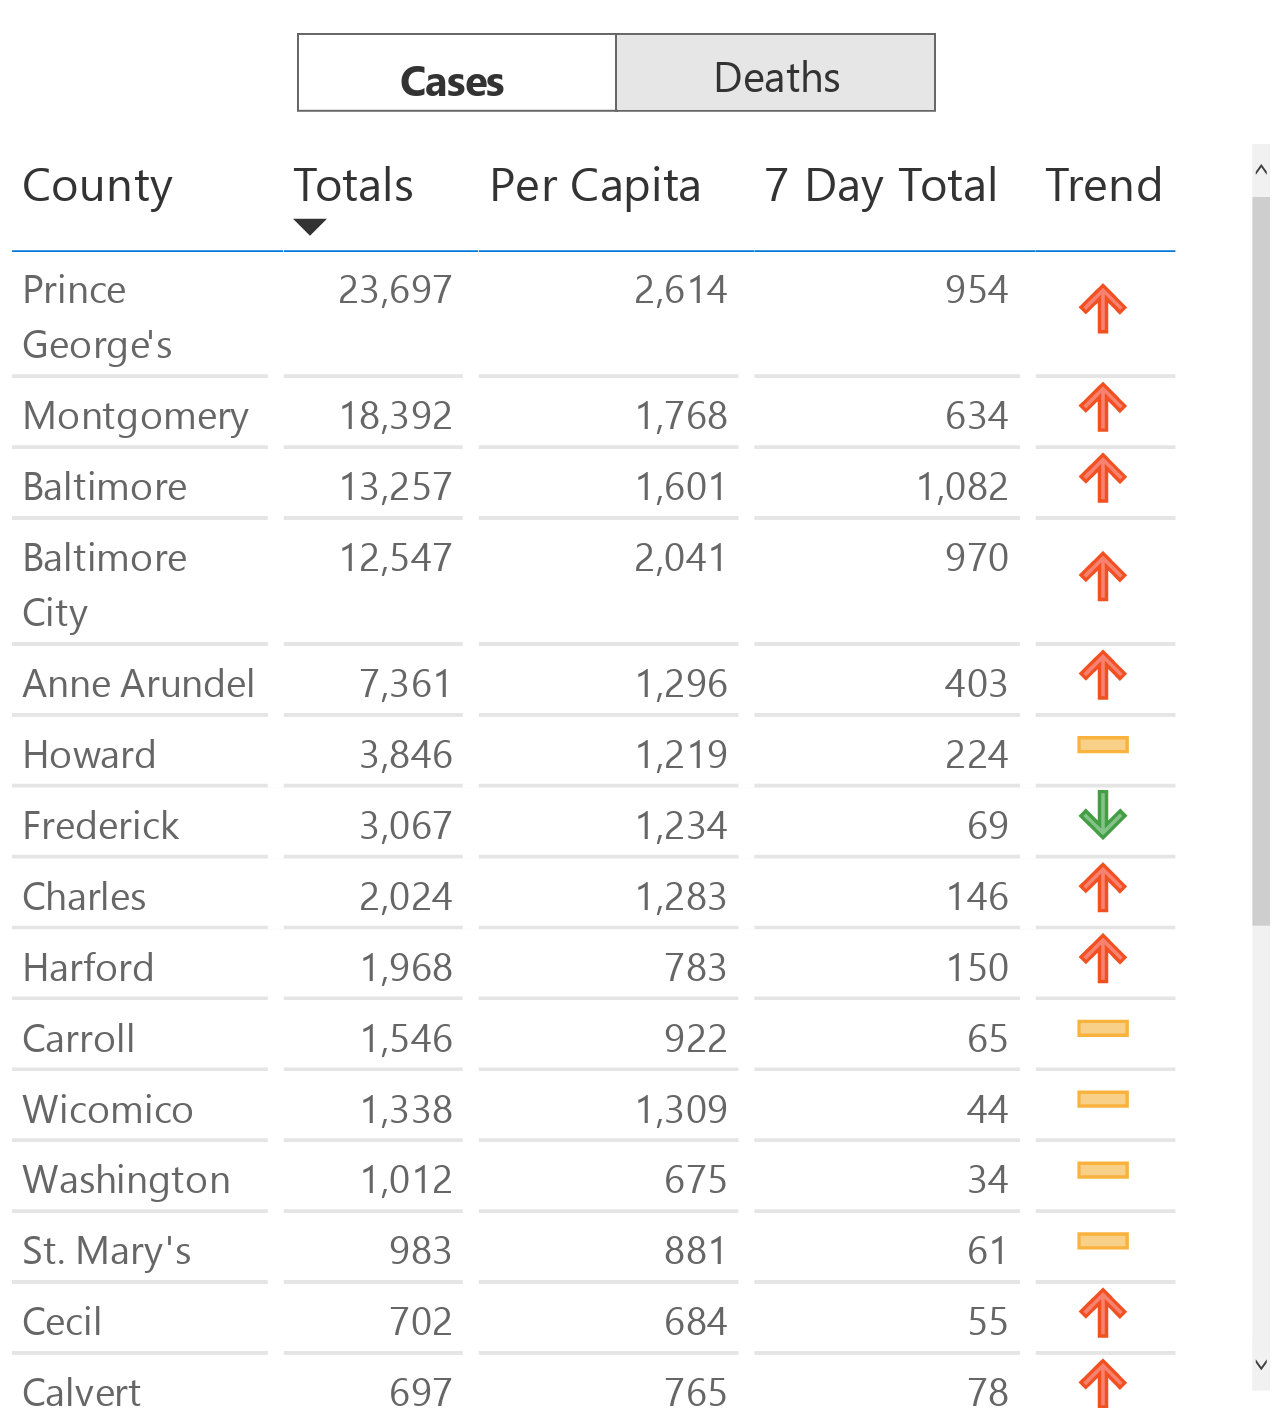 Cases Deaths
County Totals Per Capita 7 Day Total Trend
Prince 23,697 2,614 954
George's
Montgomery 18,392 1,768 634
Baltimore 13,257 1,601 1,082
Baltimore 12,547 2,041 970
City
Anne Arundel 7,361 1,296 403
Howard 3,846 1,219 224
Frederick 3,067 1,234 69
Charles 2,024 1,283 146
Harford 1,968 783 150
Carroll 1,546 922 65
Wicomico 1,338 1,309 44
Washington 1,012 675 34
St. Mary's 983 881 61
Cecil 702 684 55
Calvert 697 765 78